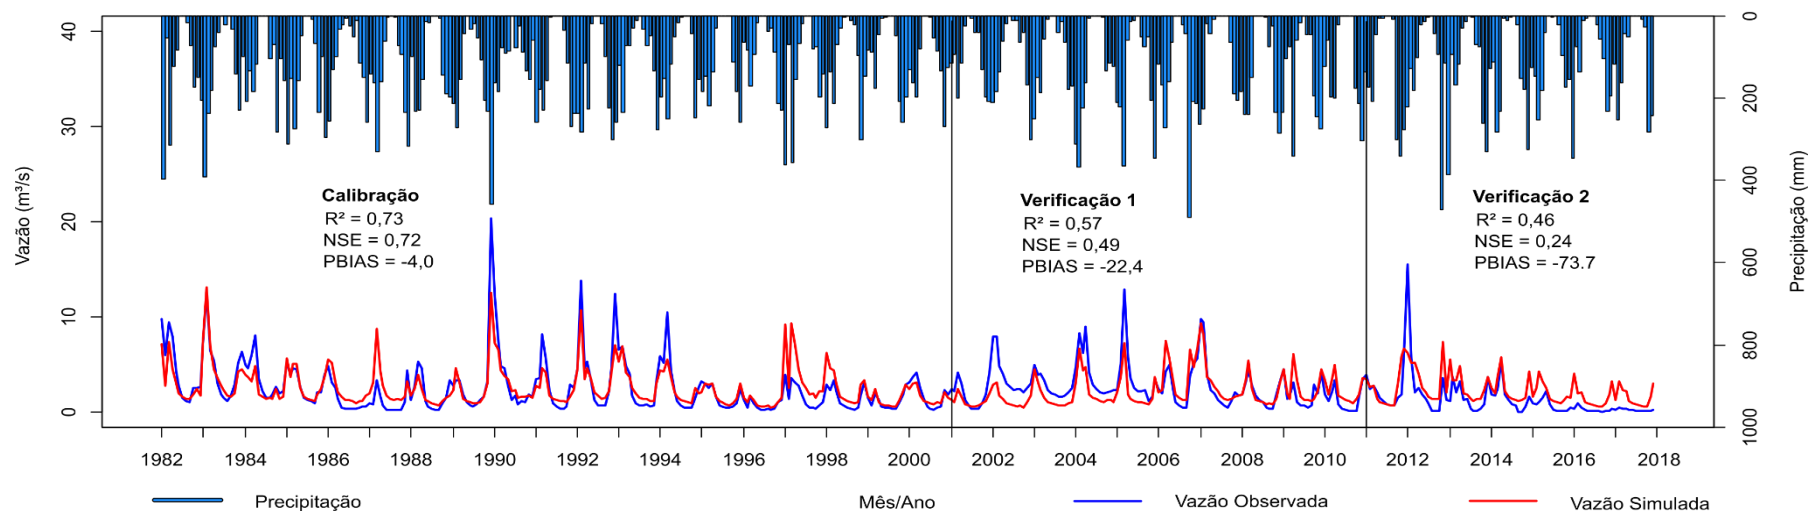 40
30
20
10
0
Vazão (m³/s)
Calibração
R² = 0,73
NSE = 0,72
PBIAS = -4,0
Verificação 1
R² = 0,57
NSE = 0,49
PBIAS = -22,4
Verificação 2
R² = 0,46
NSE = 0,24
PBIAS = -73.7
0
200
400
600
800
1000
Precipitação (mm)
1982 1984 1986 1988 1990 1992 1994 1996 1998 2000 2002 2004 2006 2008 2010 2012 2014 2016 2018
Precipitação Mês/Ano Vazão Observada Vazão Simulada